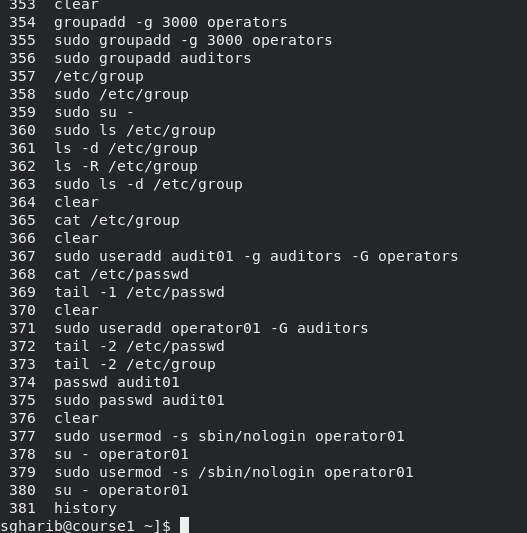 353 clear
354 groupadd -g 3000 operators
355 sudo groupadd -g 3000 operators
356 sudo groupadd auditors
357 /etc/group
358 sudo /etc/group
359 sudo su -
360 sudo ls /etc/group
361 ls -d /etc/group
362 ls -R /etc/group
363 sudo ls -d /etc/group
364 clear
365 cat /etc/group
366 clear
367 sudo useradd audit01 -g auditors -G operators
368 cat /etc/passwd
369 tail -1 /etc/passwd
370 clear
371 sudo useradd operator01 -G auditors
372 tail -2 /etc/passwd
373 tail -2 /etc/group
374 passwd audit01
375 sudo passwd audit01
376 clear
377 sudo usermod -s sbin/nologin operator01
378 su - operator01
379 sudo usermod -s /sbin/nologin operator01
380 su - operator01
381 history
sgharib@course1 ~]$